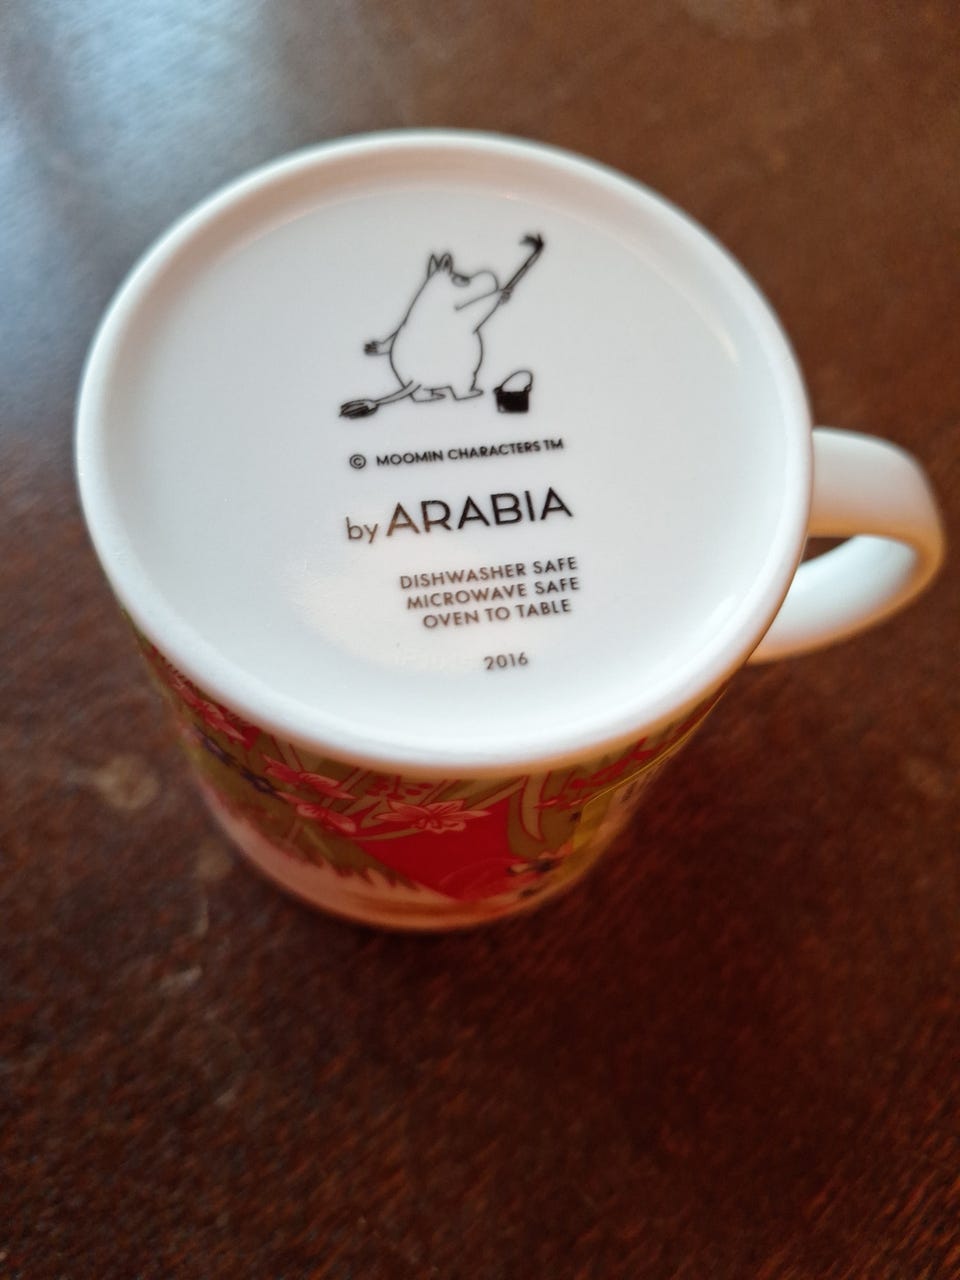 © MOOMIN CHARACTERS TM
by ARABIA
DISHWASHER SAFE
MICROWAVE SAFE
OVEN TO TABLE
2016